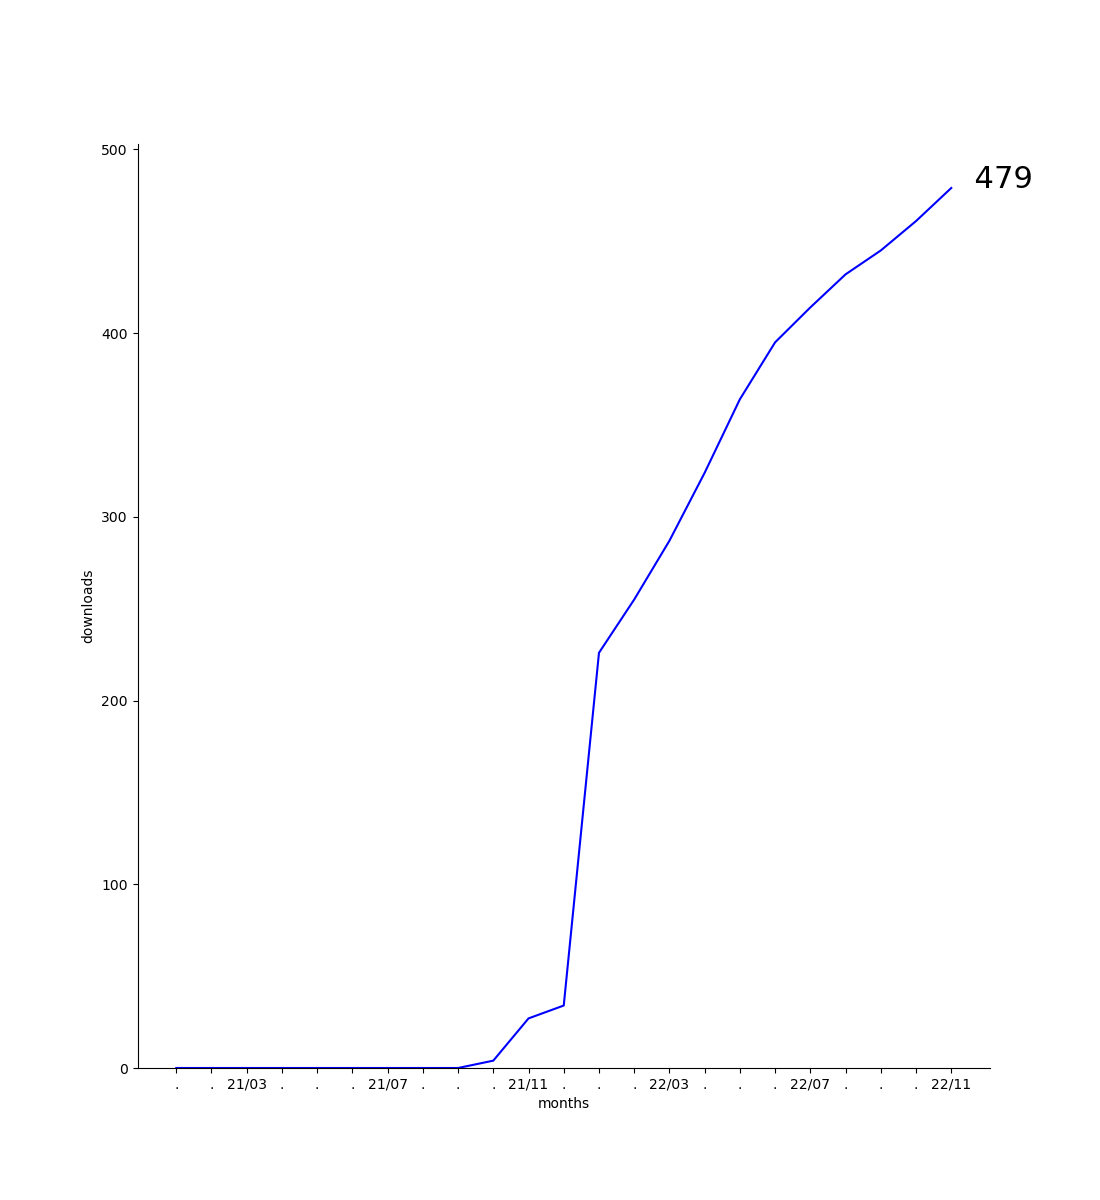 500
479
400
300
downloads
200
100
0
. . 21/03 . . . 21/07 . . . 21/11 . . . 22/03 . . . 22/07 . . . 22/11
months